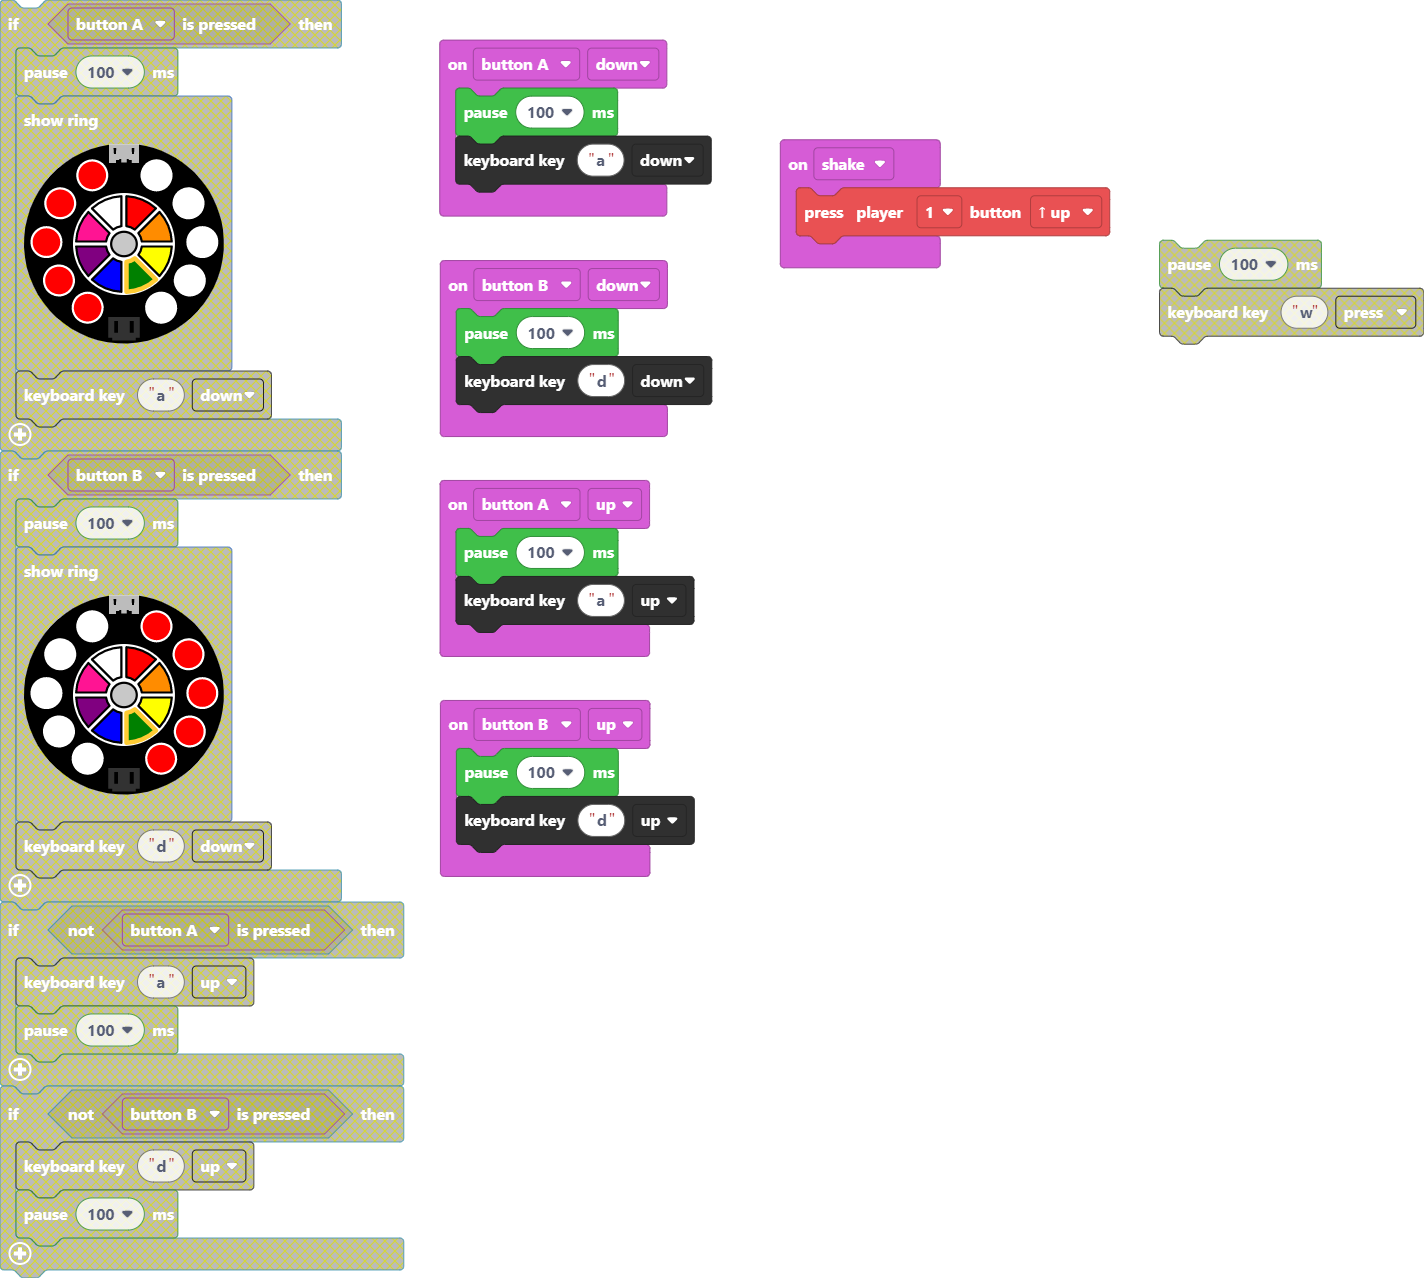 if button A is pressed then
pause 100 ms
show ring
keyboard key "a" down
if button B is pressed then
pause 100 ms
show ring
keyboard key "d" down
if not button A is pressed then
keyboard key "a" up
pause 100 ms
if not button B is pressed then
keyboard key "d" up
pause 100 ms
on button A down
pause 100 ms
keyboard key "a" down
on button B down
pause 100 ms
keyboard key "d" down
on button A up
pause 100 ms
keyboard key "a" up
on button B up
pause 100 ms
keyboard key "d" up
on shake
press player 1 button ↑ up
pause 100 ms
keyboard key "w" press